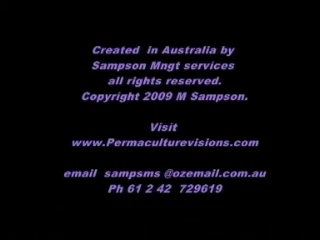 Created in Australia by
Sampson Mngt services
all rights reserved.
Copyright 2009 M Sampson.
Visit
www.Permaculturevisions.com
email sampsms @ozemail.com.au
Ph 61 2 42 729619